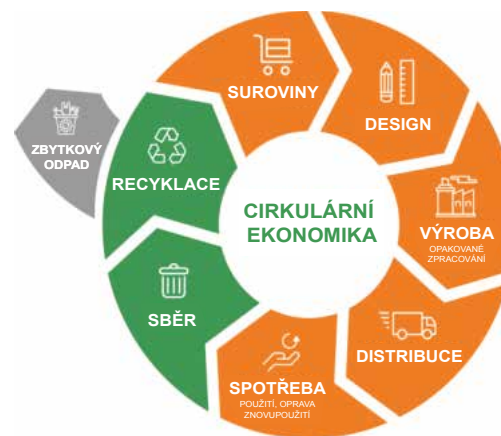 SUROVINY
DESIGN
VÝROBA
OPAKOVANÉ
ZPRACOVÁNÍ
DISTRIBUCE
SPOTŘEBA
POUŽITÍ, OPRAVA
ZNOVUPOUŽITÍ
SBĚR
RECYKLACE
ZBYTKOVÝ
ODPAD
CIRKULÁRNÍ
EKONOMIKA